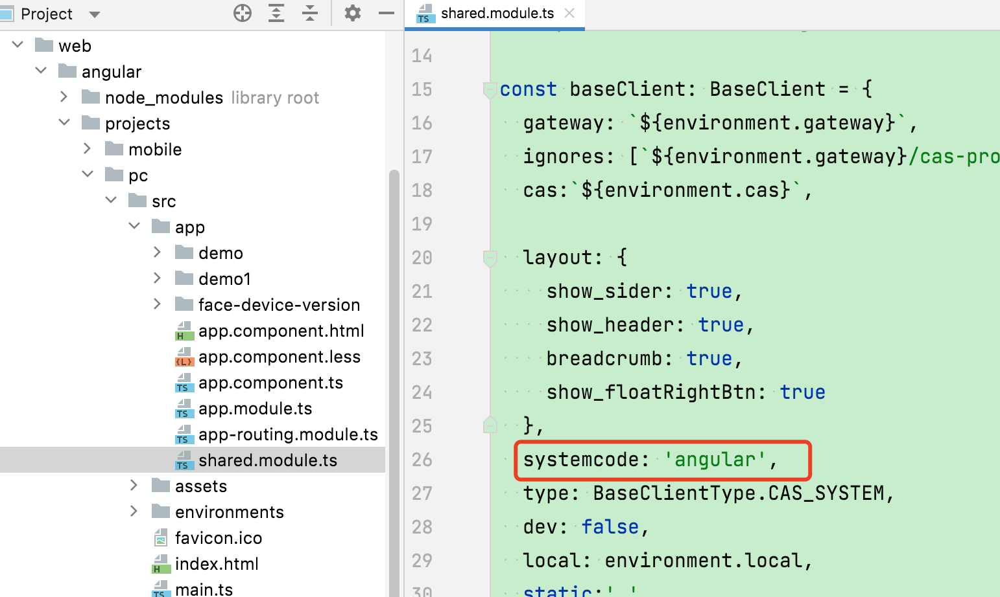 Project
web
angular
node_modules library root
projects
mobile
pc
src
app
demo
demo1
face-device-version
app.component.html
app.component.less
app.component.ts
app.module.ts
app-routing.module.ts
shared.module.ts
assets
environments
favicon.ico
index.html
main.ts
shared.module.ts
14
15 const baseClient: BaseClient = {
16 gateway: `${environment.gateway}`,
17 ignores: [`${environment.gateway}/cas-pro
18 cas:`${environment.cas}`,
19
20 layout: {
21 show_sider: true,
22 show_header: true,
23 breadcrumb: true,
24 show_floatRightBtn: true
25 },
26 systemcode: 'angular',
27 type: BaseClientType.CAS_SYSTEM,
28 dev: false,
29 local: environment.local,
30 static:' '